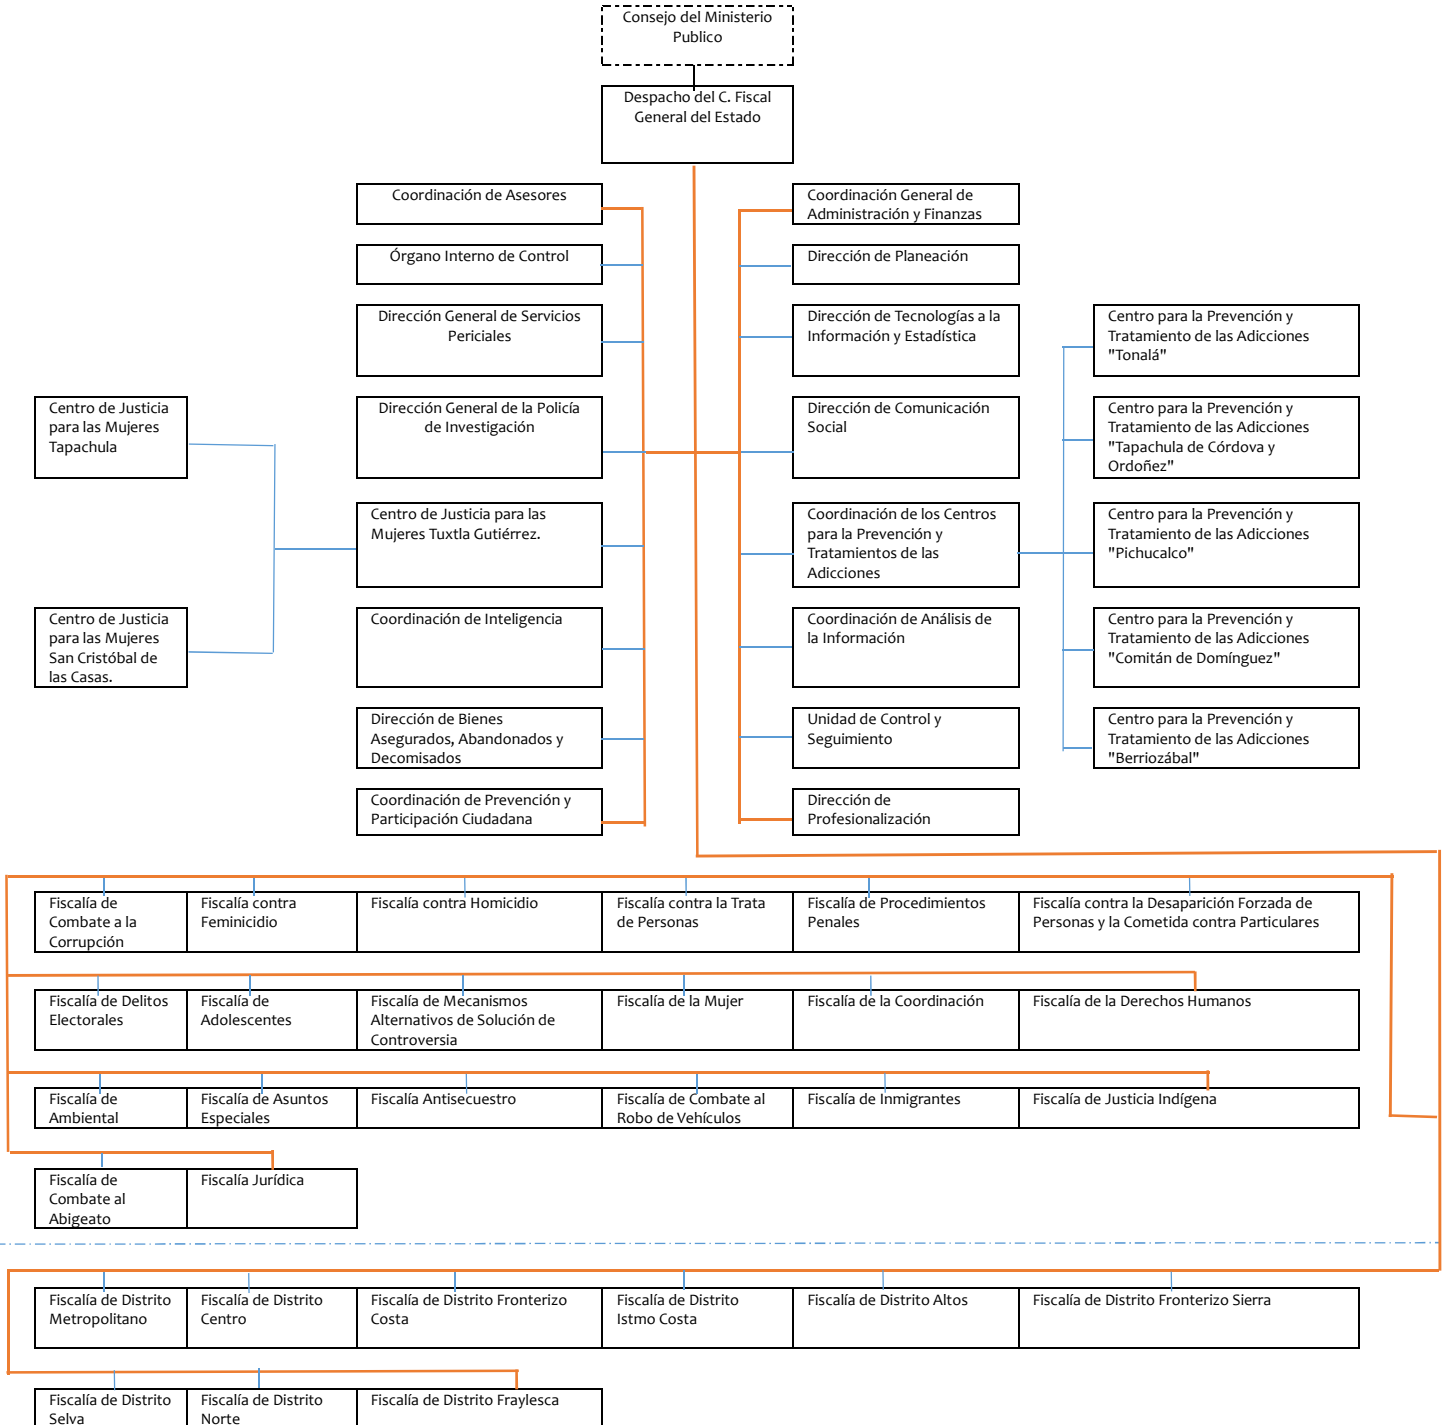 Consejo del Ministerio
Publico
Despacho del C. Fiscal
General del Estado
Coordinación de Asesores
Coordinación General de
Administración y Finanzas
Órgano Interno de Control
Dirección de Planeación
Dirección General de Servicios
Periciales
Dirección de Tecnologías a la
Información y Estadística
Centro para la Prevención y
Tratamiento de las Adicciones
"Tonalá"
Centro de Justicia
para las Mujeres
Tapachula
Dirección General de la Policía
de Investigación
Dirección de Comunicación
Social
Centro para la Prevención y
Tratamiento de las Adicciones
"Tapachula de Córdova y
Ordoñez"
Centro de Justicia para las
Mujeres Tuxtla Gutiérrez.
Coordinación de los Centros
para la Prevención y
Tratamientos de las
Adicciones
Centro para la Prevención y
Tratamiento de las Adicciones
"Pichucalco"
Centro de Justicia
para las Mujeres
San Cristóbal de
las Casas.
Coordinación de Inteligencia
Coordinación de Análisis de
la Información
Centro para la Prevención y
Tratamiento de las Adicciones
"Comitán de Domínguez"
Dirección de Bienes
Asegurados, Abandonados y
Decomisados
Unidad de Control y
Seguimiento
Centro para la Prevención y
Tratamiento de las Adicciones
"Berriozábal"
Coordinación de Prevención y
Participación Ciudadana
Dirección de
Profesionalización
Fiscalía de
Combate a la
Corrupción
Fiscalía contra
Feminicidio
Fiscalía contra Homicidio
Fiscalía contra la Trata
de Personas
Fiscalía de Procedimientos
Penales
Fiscalía contra la Desaparición Forzada de
Personas y la Cometida contra Particulares
Fiscalía de Delitos
Electorales
Fiscalía de
Adolescentes
Fiscalía de Mecanismos
Alternativos de Solución de
Controversia
Fiscalía de la Mujer
Fiscalía de la Coordinación
Fiscalía de la Derechos Humanos
Fiscalía de
Ambiental
Fiscalía de Asuntos
Especiales
Fiscalía Antisecuestro
Fiscalía de Combate al
Robo de Vehículos
Fiscalía de Inmigrantes
Fiscalía de Justicia Indígena
Fiscalía de
Combate al
Abigeato
Fiscalía Jurídica
Fiscalía de Distrito
Metropolitano
Fiscalía de Distrito
Centro
Fiscalía de Distrito Fronterizo
Costa
Fiscalía de Distrito
Istmo Costa
Fiscalía de Distrito Altos
Fiscalía de Distrito Fronterizo Sierra
Fiscalía de Distrito
Selva
Fiscalía de Distrito
Norte
Fiscalía de Distrito Fraylesca